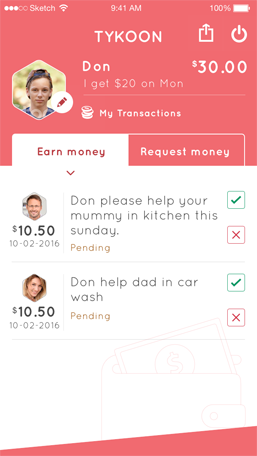 Sketch 9:41 AM 100%
TYKOON
Don $30.00
I get $20 on Mon
My Transactions
Earn money Request money
Don please help your
mummy in kitchen this
sunday.
$10.50
10-02-2016
Pending
Don help dad in car
wash
$10.50
10-02-2016
Pending
$